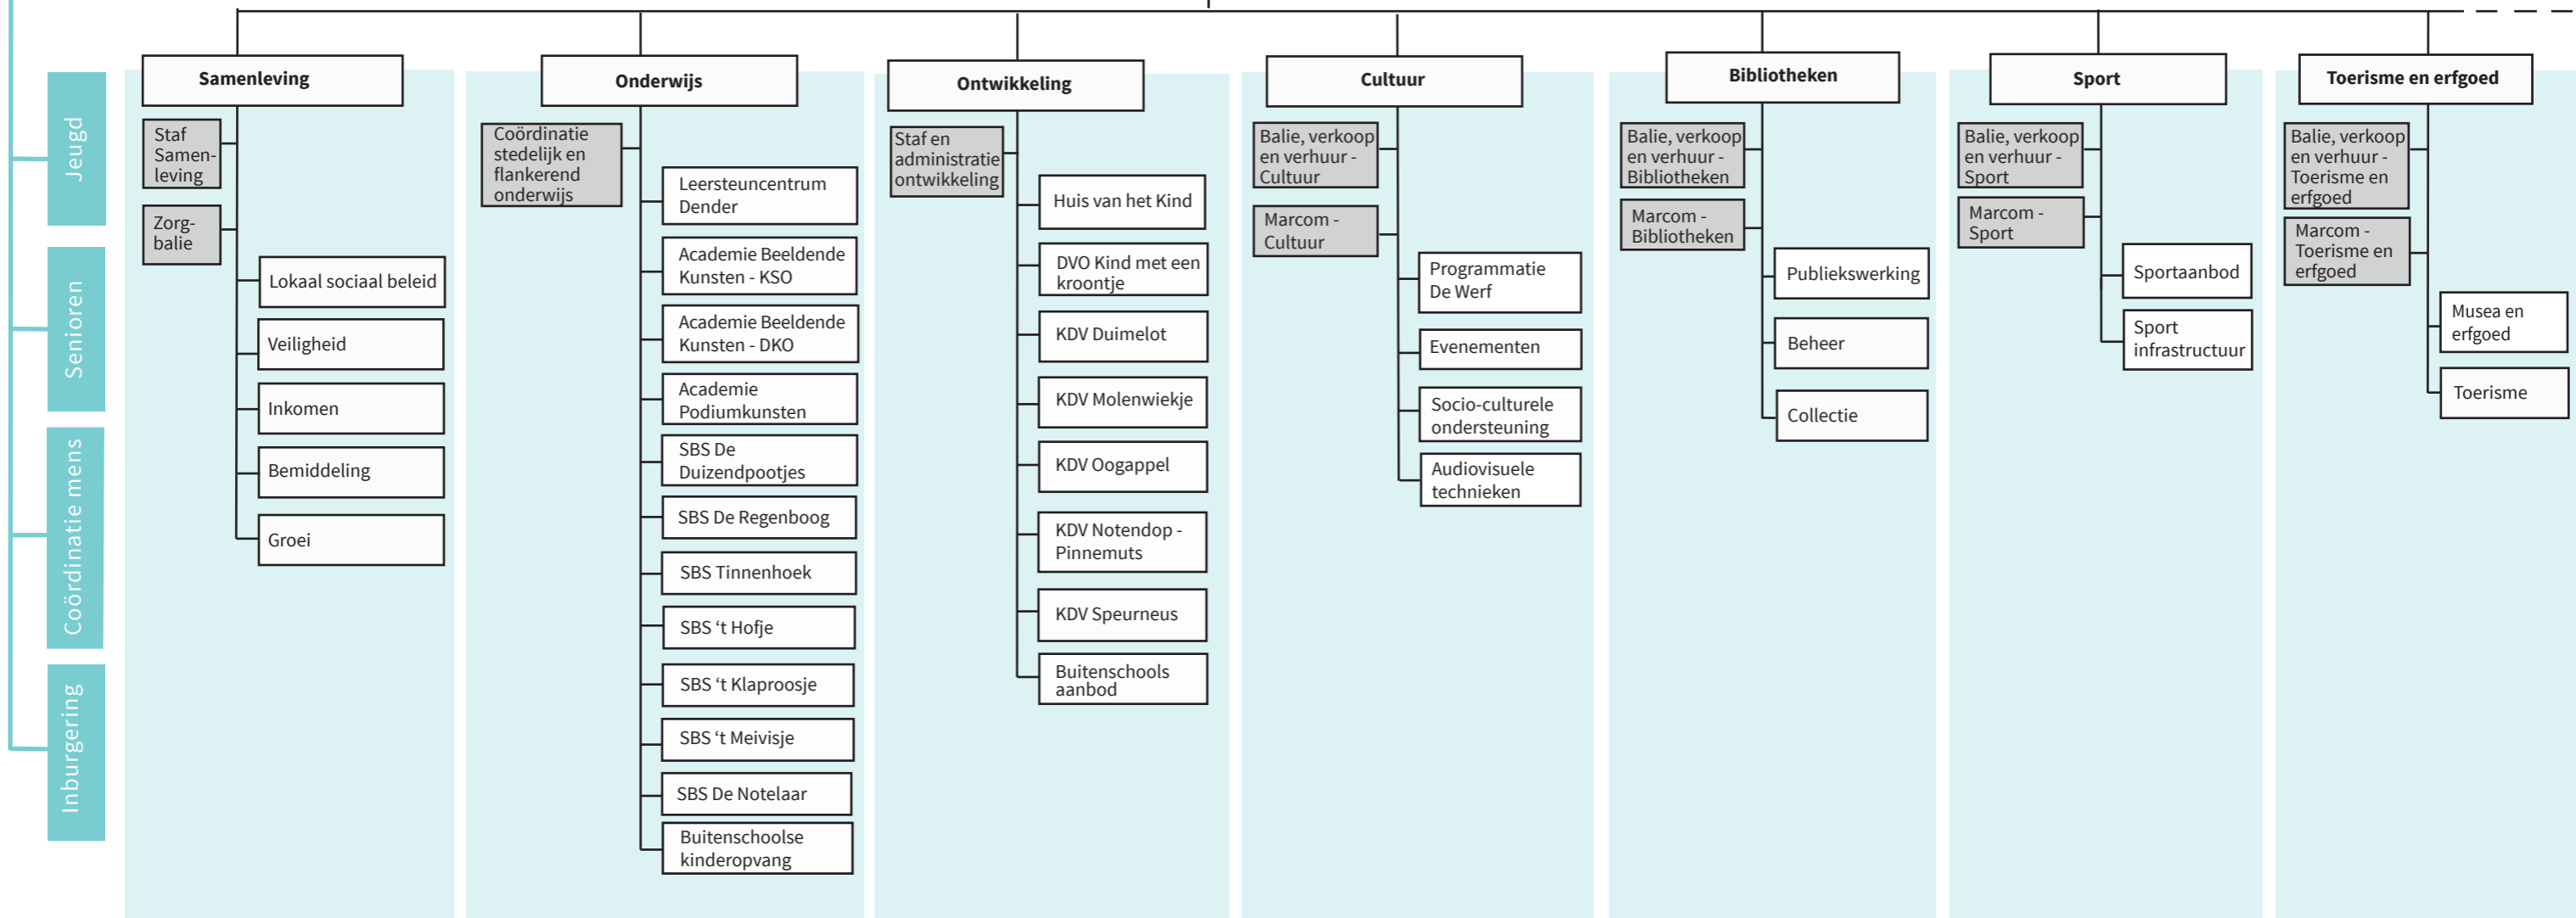 Jeugd
Senioren
Coördinatie mens
Inburgering
Samenleving
Staf
Samen-
leving
Zorg-
balie
Lokaal sociaal beleid
Veiligheid
Inkomen
Bemiddeling
Groei
Onderwijs
Coördinatie
stedelijk en
flankerend
onderwijs
Leersteuncentrum
Dender
Academie Beeldende
Kunsten - KSO
Academie Beeldende
Kunsten - DKO
Academie
Podiumkunsten
SBS De
Duizendpootjes
SBS De Regenboog
SBS Tinnenhoek
SBS ‘t Hofje
SBS ‘t Klaproosje
SBS ‘t Meivisje
SBS De Notelaar
Buitenschoolse
kinderopvang
Ontwikkeling
Staf en
administratie
ontwikkeling
Huis van het Kind
DVO Kind met een
kroontje
KDV Duimelot
KDV Molenwiekje
KDV Oogappel
KDV Notendop -
Pinnemuts
KDV Speurneus
Buitenschools
aanbod
Cultuur
Balie, verkoop
en verhuur -
Cultuur
Marcom -
Cultuur
Programmatie
De Werf
Evenementen
Socio-culturele
ondersteuning
Audiovisuele
technieken
Bibliotheken
Balie, verkoop
en verhuur -
Bibliotheken
Marcom -
Bibliotheken
Publiekswerking
Beheer
Collectie
Sport
Balie, verkoop
en verhuur -
Sport
Marcom -
Sport
Sportaanbod
Sport
infrastructuur
Toerisme en erfgoed
Balie, verkoop
en verhuur -
Toerisme en
erfgoed
Marcom -
Toerisme en
erfgoed
Musea en
erfgoed
Toerisme